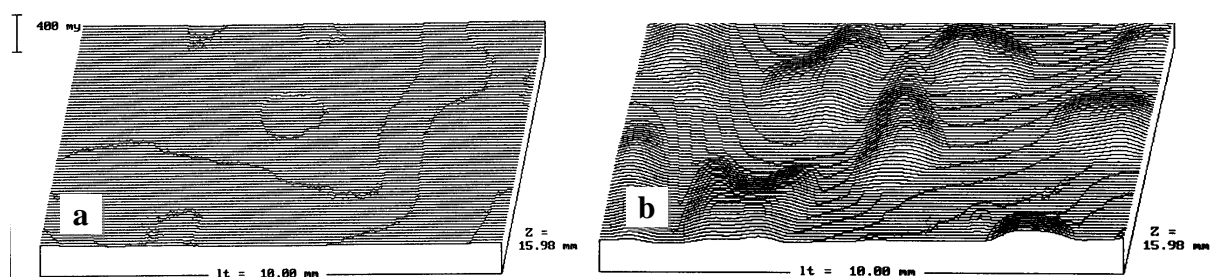 400 my
a
Z =
15.98 mm
lt = 10.00 mm
b
Z =
15.98 mm
lt = 10.00 mm